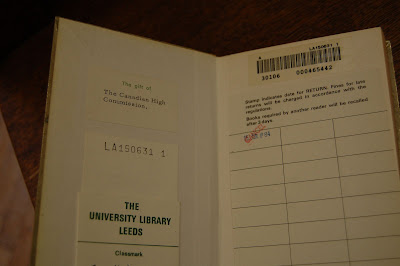 The gift of
The Canadian High
Commission.
LA150631 1
THE
UNIVERSITY LIBRARY
LEEDS
Classmark
LA150631 1
30106 000465442
Stamp indicates date for RETURN. Fines for late
returns will be charged in accordance with the
regulations.
Books required by another reader will be recalled
after 5 days.